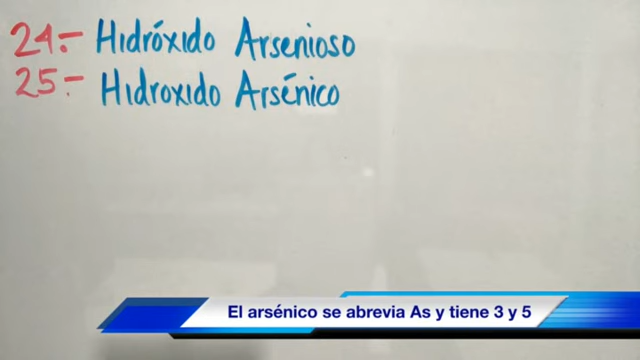 24.- Hidróxido Arsenioso
25.- Hidroxido Arsénico
El arsénico se abrevia As y tiene 3 y 5